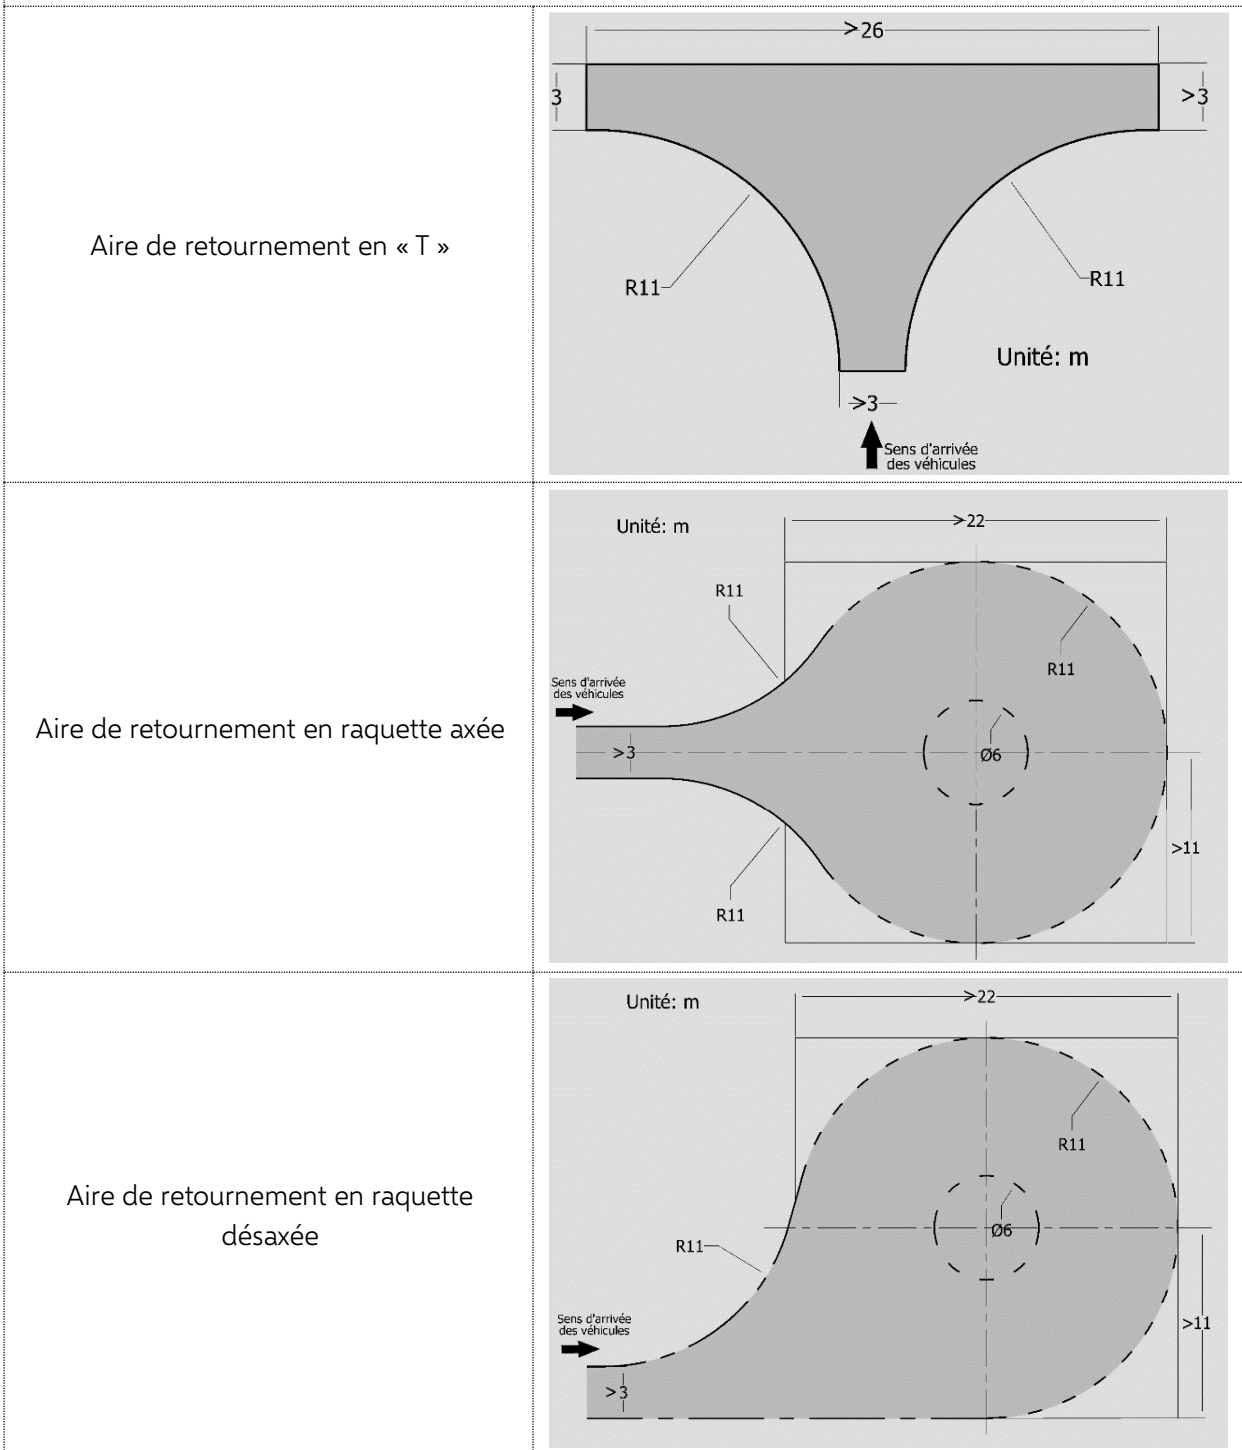 >26
3
>3
Aire de retournement en « T »
R11
R11
Unité: m
>3
Sens d'arrivée
des véhicules
Unité: m
>22
R11
R11
Sens d'arrivée
des véhicules
Aire de retournement en raquette axée
>3
Ø6
>11
R11
Unité: m
>22
R11
Aire de retournement en raquette
désaxée
Ø6
R11
Sens d'arrivée
des véhicules
>11
>3